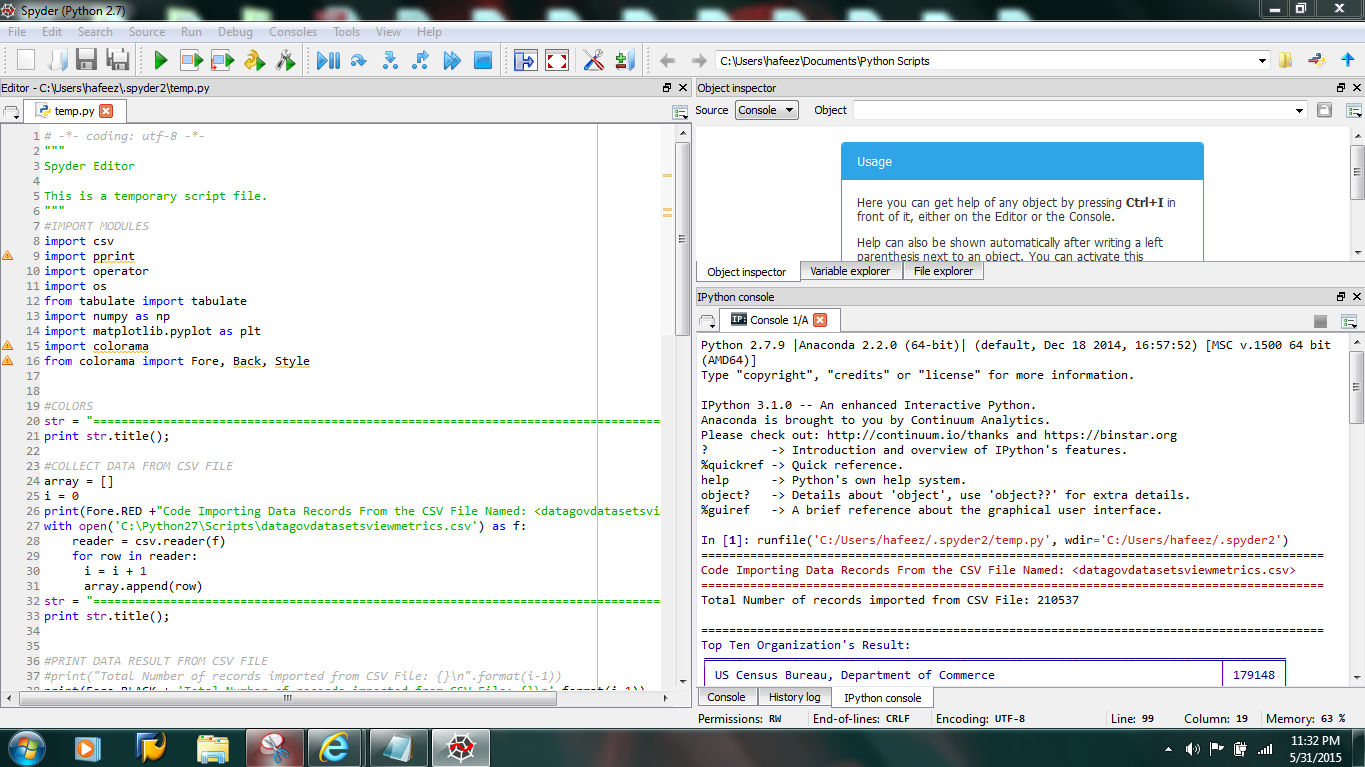 Spyder (Python 2.7)
File Edit Search Source Run Debug Consoles Tools View Help
C:\Users\hafeez\Documents\Python Scripts
Editor - C:\Users\hafeez\.spyder2\temp.py
temp.py
1 # -*- coding: utf-8 -*-
2 """
3 Spyder Editor
4
5 This is a temporary script file.
6 """
7 #IMPORT MODULES
8 import csv
9 import pprint
10 import operator
11 import os
12 from tabulate import tabulate
13 import numpy as np
14 import matplotlib.pyplot as plt
15 import colorama
16 from colorama import Fore, Back, Style
17
18
19 #COLORS
20 str = "==============================================================================
21 print str.title();
22
23 #COLLECT DATA FROM CSV FILE
24 array = []
25 i = 0
26 print(Fore.RED +"Code Importing Data Records From the CSV File Named: <datagovdatasetsvi
27 with open('C:\Python27\Scripts\datagovdatasetsviewmetrics.csv') as f:
28 reader = csv.reader(f)
29 for row in reader:
30 i = i + 1
31 array.append(row)
32 str = "==============================================================================
33 print str.title();
34
35
36 #PRINT DATA RESULT FROM CSV FILE
37 #print("Total Number of records imported from CSV File: {}\n".format(i-1))
38 print(Fore.BLACK + 'Total Number of records imported from CSV File: {}\n'.format(i-1))
Object inspector
Source Console Object
Usage
Here you can get help of any object by pressing Ctrl+I in
front of it, either on the Editor or the Console.
Help can also be shown automatically after writing a left
parenthesis next to an object. You can activate this
Object inspector Variable explorer File explorer
IPython console
IP: Console 1/A
Python 2.7.9 |Anaconda 2.2.0 (64-bit)| (default, Dec 18 2014, 16:57:52) [MSC v.1500 64 bit
(AMD64)]
Type "copyright", "credits" or "license" for more information.
IPython 3.1.0 -- An enhanced Interactive Python.
Anaconda is brought to you by Continuum Analytics.
Please check out: http://continuum.io/thanks and https://binstar.org
? -> Introduction and overview of IPython's features.
%quickref -> Quick reference.
help -> Python's own help system.
object? -> Details about 'object', use 'object??' for extra details.
%guiref -> A brief reference about the graphical user interface.
In [1]: runfile('C:/Users/hafeez/.spyder2/temp.py', wdir='C:/Users/hafeez/.spyder2')
=======================================================================================
Code Importing Data Records From the CSV File Named: <datagovdatasetsviewmetrics.csv>
=======================================================================================
Total Number of records imported from CSV File: 210537
=======================================================================================
Top Ten Organization's Result:
US Census Bureau, Department of Commerce 179148
Console History log IPython console
Permissions: RW End-of-lines: CRLF Encoding: UTF-8 Line: 99 Column: 19 Memory: 63 %
11:32 PM
5/31/2015